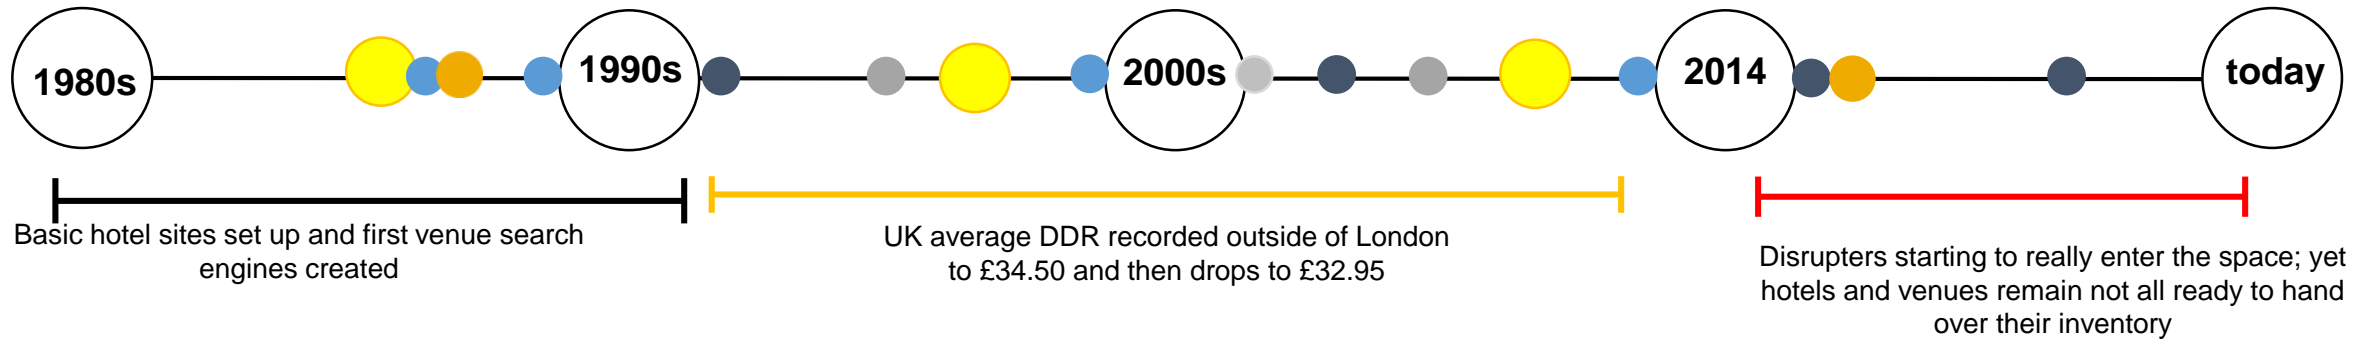 1980s
1990s
2000s
2014
today
Basic hotel sites set up and first venue search
engines created
UK average DDR recorded outside of London
to £34.50 and then drops to £32.95
Disrupters starting to really enter the space; yet
hotels and venues remain not all ready to hand
over their inventory